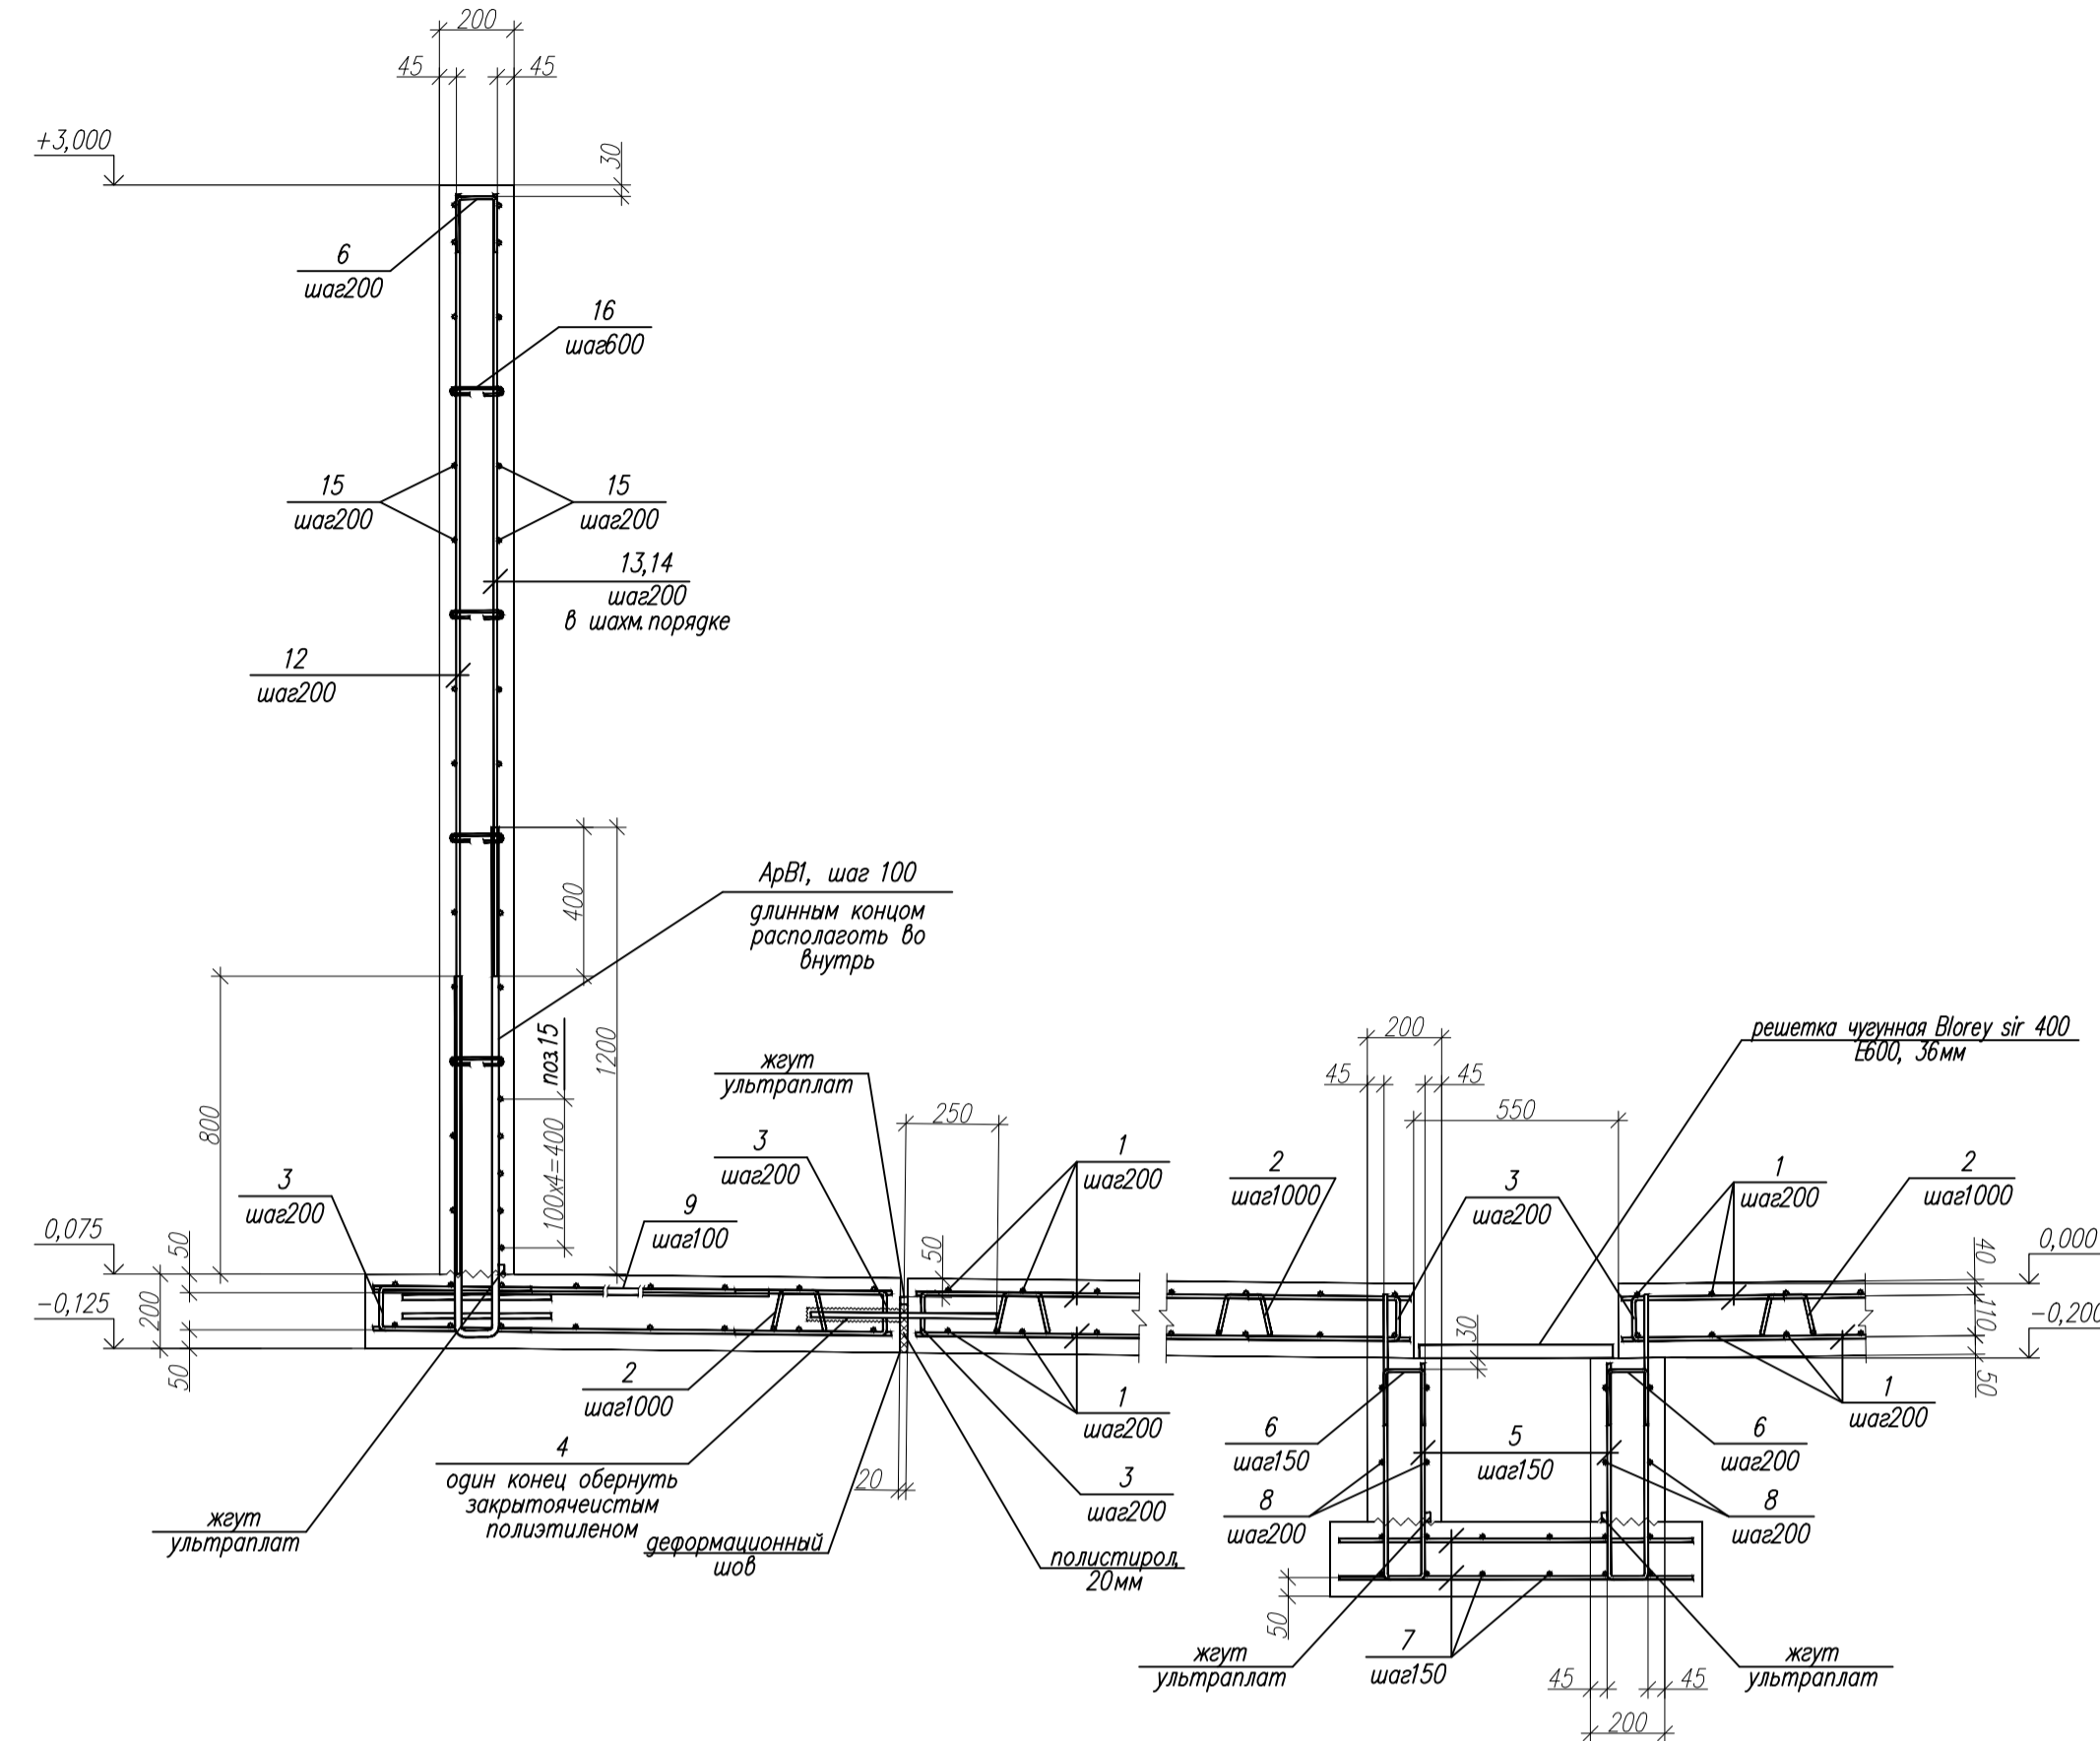 200
45
45
+3,000
30
6
шаг200
16
шаг600
15
шаг200
15
шаг200
13,14
шаг200
в шахм. порядке
12
шаг200
АрВ1, шаг 100
длинным концом
располаготь во
внутрь
400
1200
800
поз.15
100х4=400
жгут
ультраплат
250
3
шаг200
3
шаг200
9
шаг100
1
шаг200
2
шаг1000
200
45
45
550
решетка чугунная Blorey sir 400
E600, 36мм
3
шаг200
1
шаг200
2
шаг1000
0,075
-0,125
50
200
50
50
40
110
50
0,000
-0,200
30
2
шаг1000
4
один конец обернуть
закрытоячеистым
полиэтиленом
20
1
шаг200
3
шаг200
жгут
ультраплат
деформационный
шов
полистирол,
20мм
6
шаг150
5
шаг150
6
шаг200
1
шаг200
8
шаг200
8
шаг200
50
7
шаг150
жгут
ультраплат
жгут
ультраплат
45
45
200